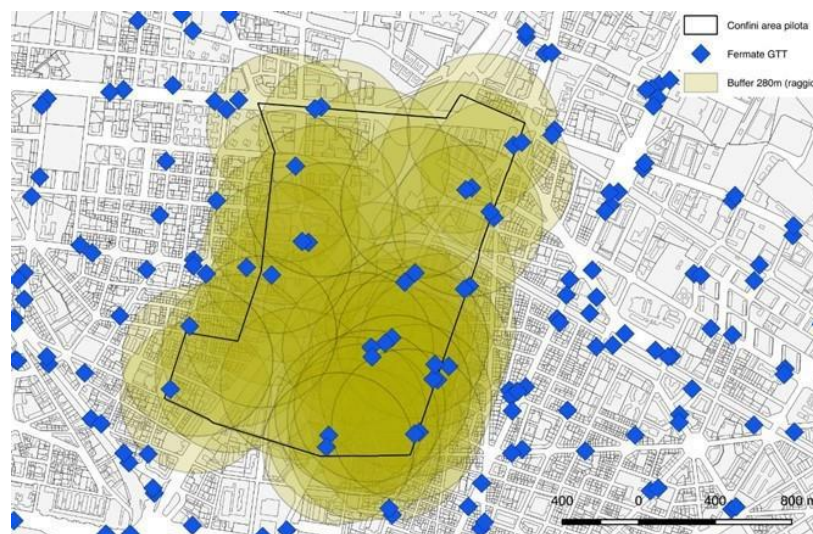 Confini area pilota
Fermate GTT
Buffer 280m (raggio
400 0 400 800 m